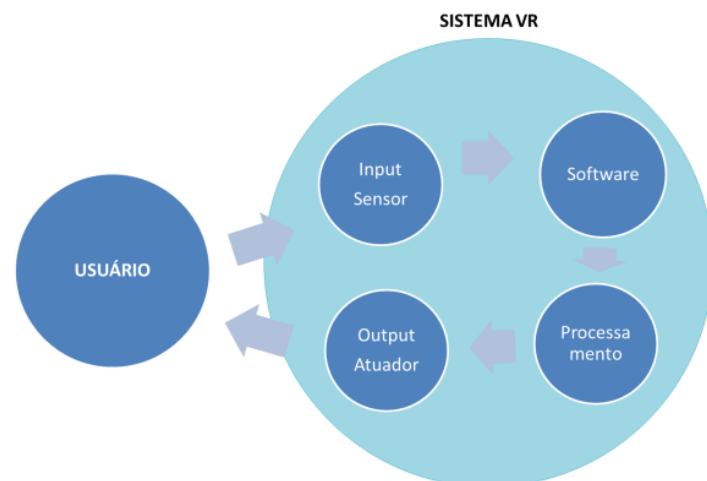 SISTEMA VR
USUÁRIO
Input
Sensor
Software
Processa
mento
Output
Atuador